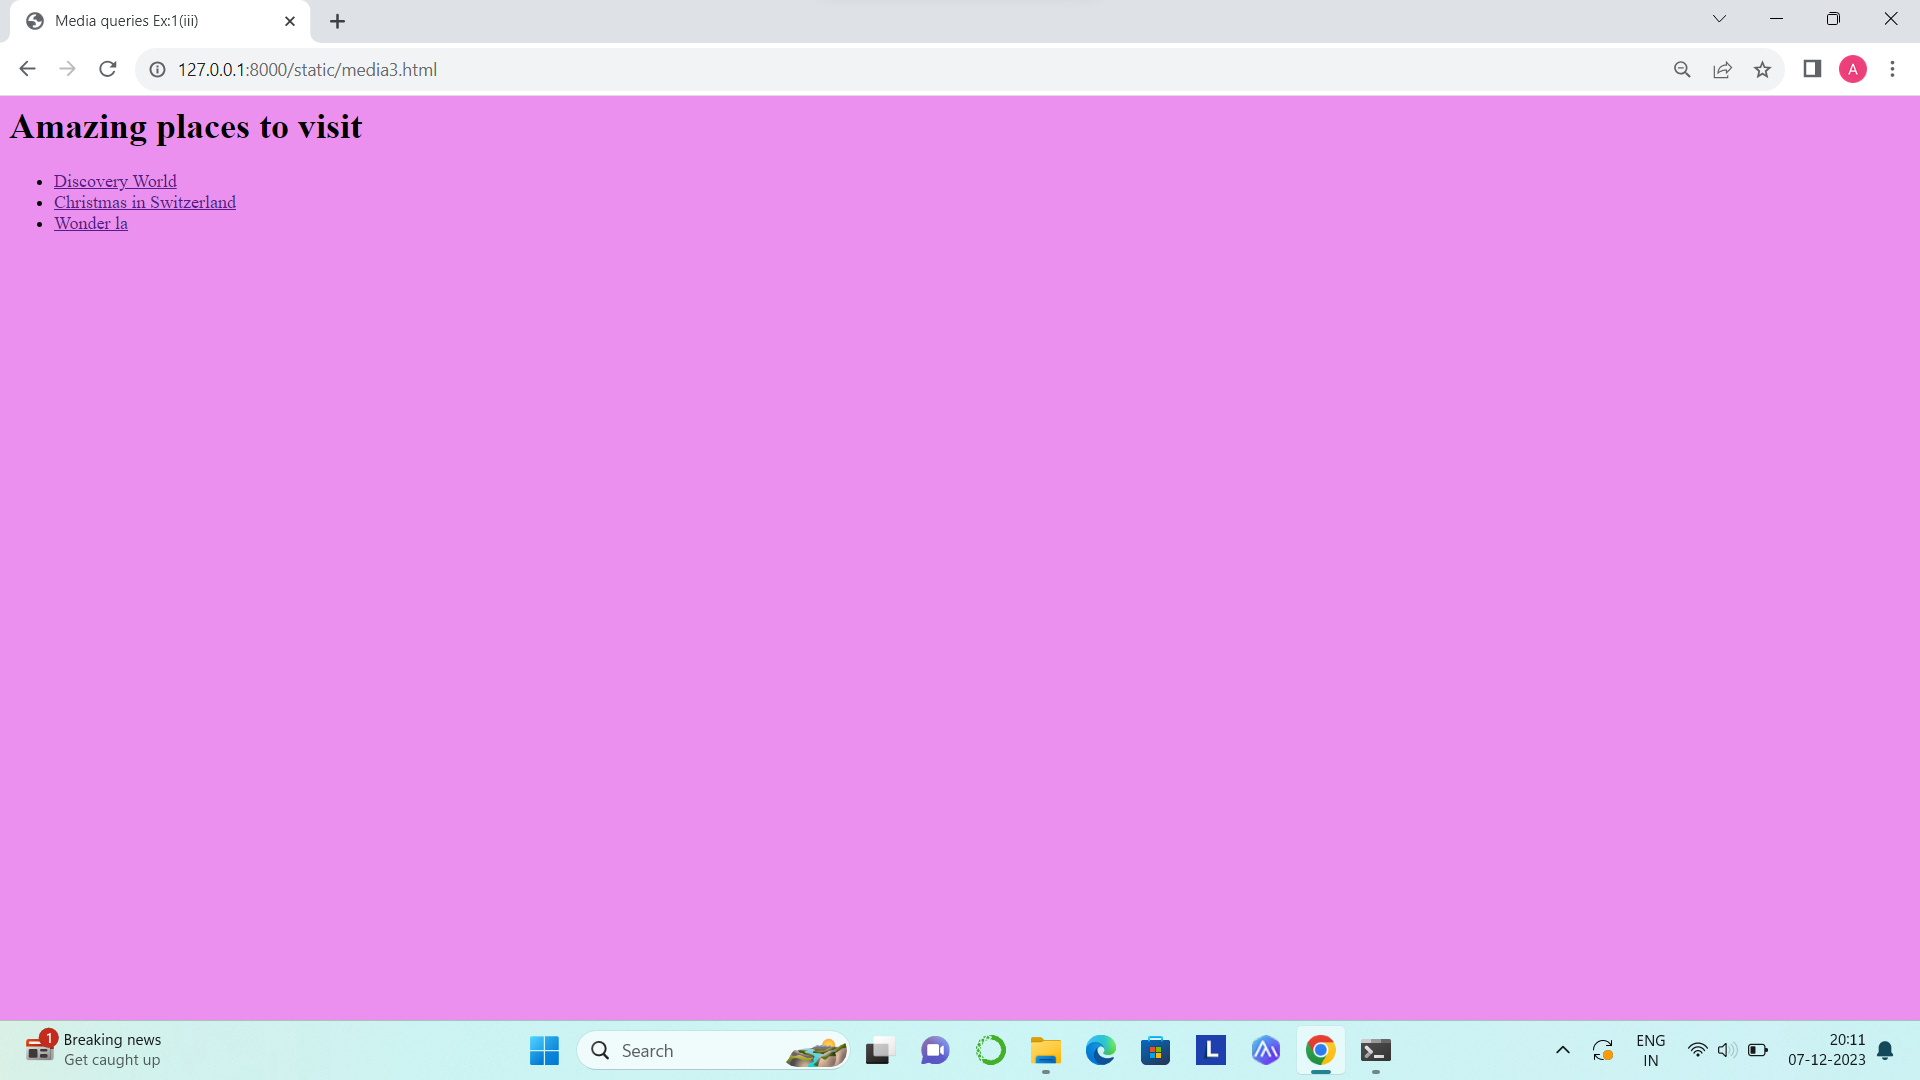 Media queries Ex:1(iii)
127.0.0.1:8000/static/media3.html
A
Amazing places to visit
Discovery World
Christmas in Switzerland
Wonder la
1
Breaking news
Get caught up
Search
L
ENG
IN
20:11
07-12-2023